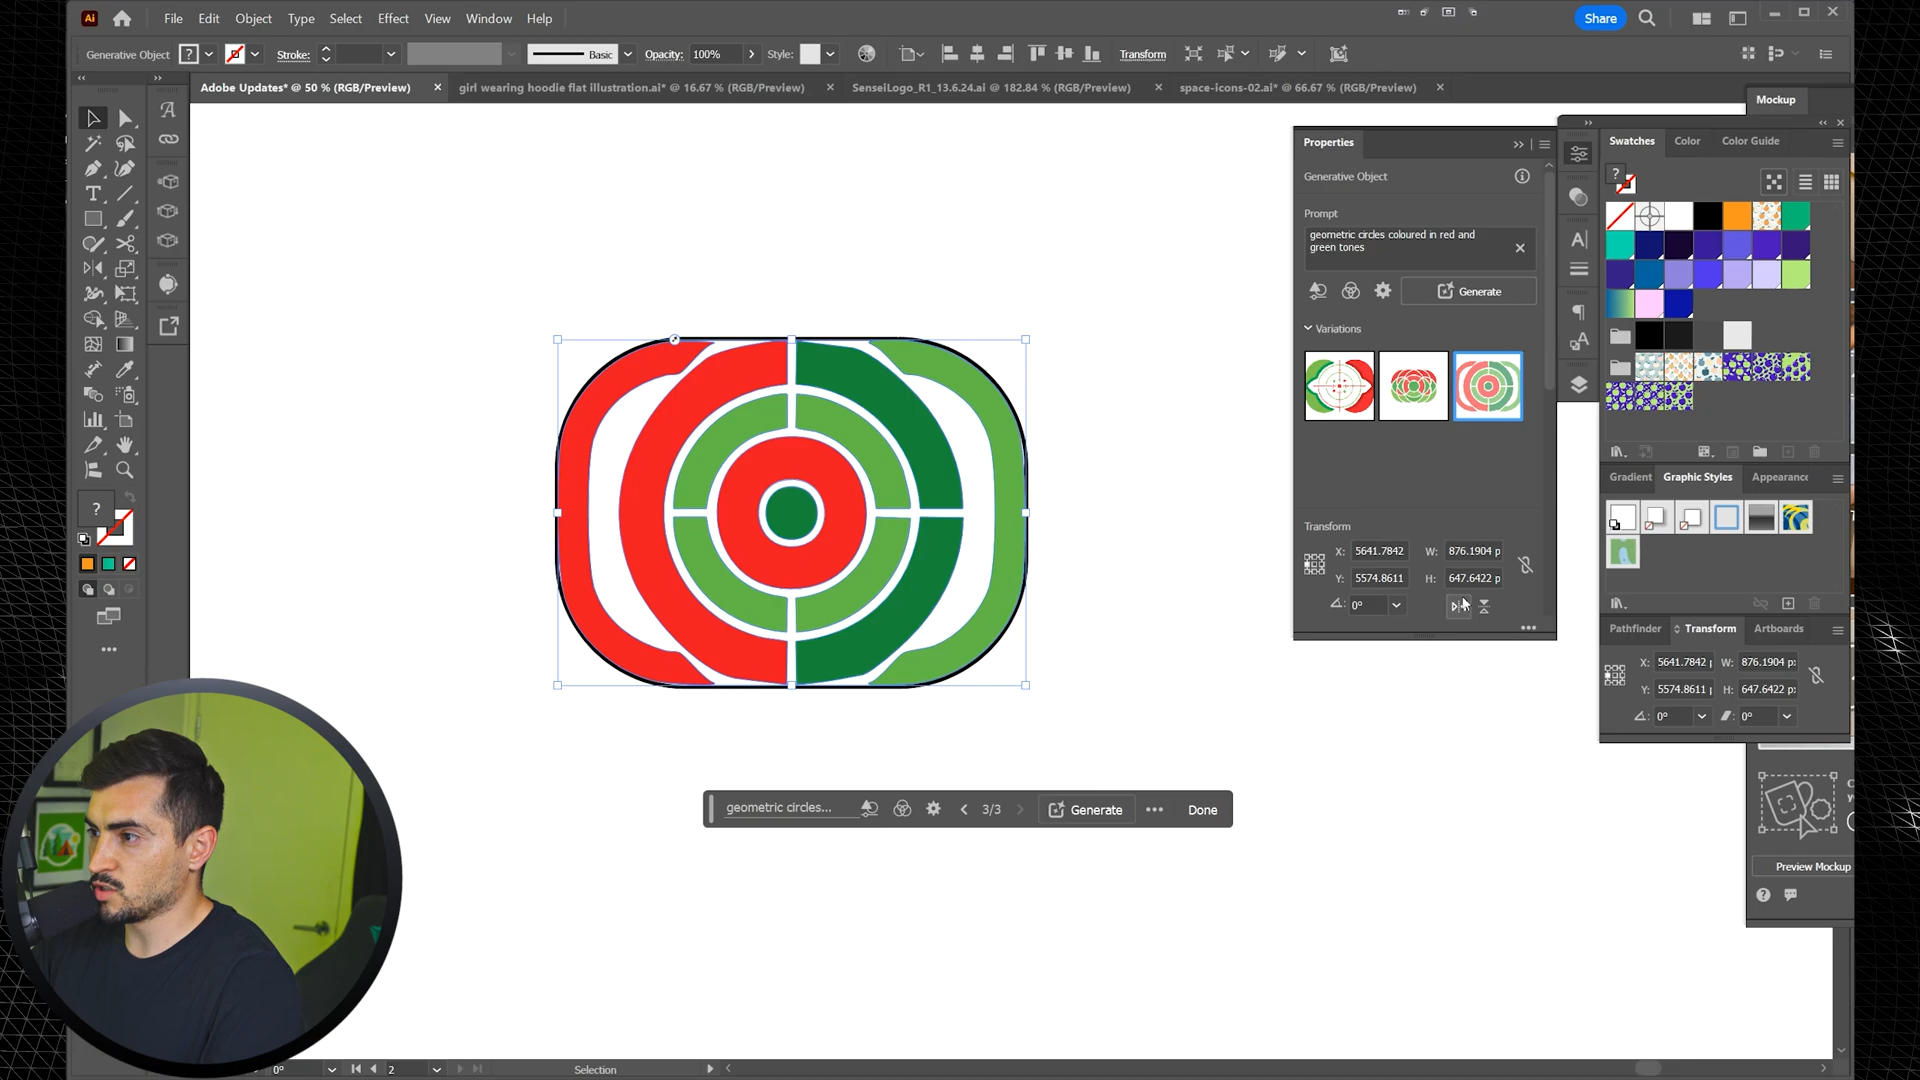 Ai File Edit Object Type Select Effect View Window Help Share
Generative Object ? Stroke: Basic Opacity: 100% Style: Transform
Adobe Updates* @ 50 % (RGB/Preview) girl wearing hoodie flat illustration.ai* @ 16.67 % (RGB/Preview) SenseiLogo_R1_13.6.24.ai @ 182.84 % (RGB/Preview) space-icons-02.ai* @ 66.67 % (RGB/Preview)
Mockup
Properties
Generative Object
Prompt
geometric circles coloured in red and
green tones
Generate
Variations
Transform
X: 5641.7842 W: 876.1904 p
Y: 5574.8611 H: 647.6422 p
0°
Swatches Color Color Guide
?
Gradient Graphic Styles Appearance
Pathfinder Transform Artboards
X: 5641.7842 W: 876.1904 px
Y: 5574.8611 H: 647.6422 px
0° 0°
?
geometric circles... 3/3 Generate Done
Preview Mockup
0° 2 Selection